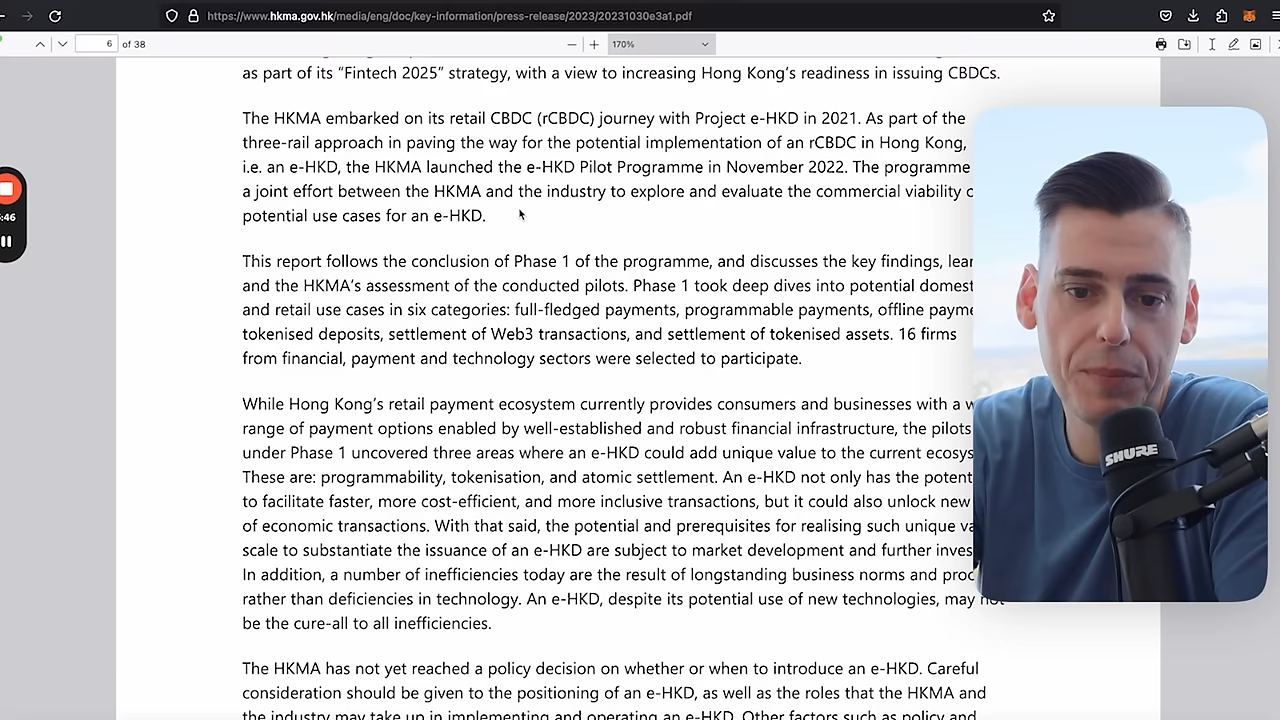 https://www.hkma.gov.hk/media/eng/doc/key-information/press-release/2023/20231030e3a1.pdf
6 of 38
170%
as part of its “Fintech 2025” strategy, with a view to increasing Hong Kong’s readiness in issuing CBDCs.
The HKMA embarked on its retail CBDC (rCBDC) journey with Project e-HKD in 2021. As part of the
three-rail approach in paving the way for the potential implementation of an rCBDC in Hong Kong,
i.e. an e-HKD, the HKMA launched the e-HKD Pilot Programme in November 2022. The programme
a joint effort between the HKMA and the industry to explore and evaluate the commercial viability
:46
potential use cases for an e-HKD.
This report follows the conclusion of Phase 1 of the programme, and discusses the key findings,
and the HKMA’s assessment of the conducted pilots. Phase 1 took deep dives into potential
and retail use cases in six categories: full-fledged payments, programmable payments, offline
tokenised deposits, settlement of Web3 transactions, and settlement of tokenised assets. 16 firms
from financial, payment and technology sectors were selected to participate.
While Hong Kong’s retail payment ecosystem currently provides consumers and businesses with a
range of payment options enabled by well-established and robust financial infrastructure, the pilots
under Phase 1 uncovered three areas where an e-HKD could add unique value to the current
These are: programmability, tokenisation, and atomic settlement. An e-HKD not only has the
to facilitate faster, more cost-efficient, and more inclusive transactions, but it could also unlock new
of economic transactions. With that said, the potential and prerequisites for realising such unique
scale to substantiate the issuance of an e-HKD are subject to market development and further
In addition, a number of inefficiencies today are the result of longstanding business norms and
rather than deficiencies in technology. An e-HKD, despite its potential use of new technologies, may not
be the cure-all to all inefficiencies.
The HKMA has not yet reached a policy decision on whether or when to introduce an e-HKD. Careful
consideration should be given to the positioning of an e-HKD, as well as the roles that the HKMA and
the industry may take up in implementing and operating an e-HKD. Other factors such as policy and
SHURE